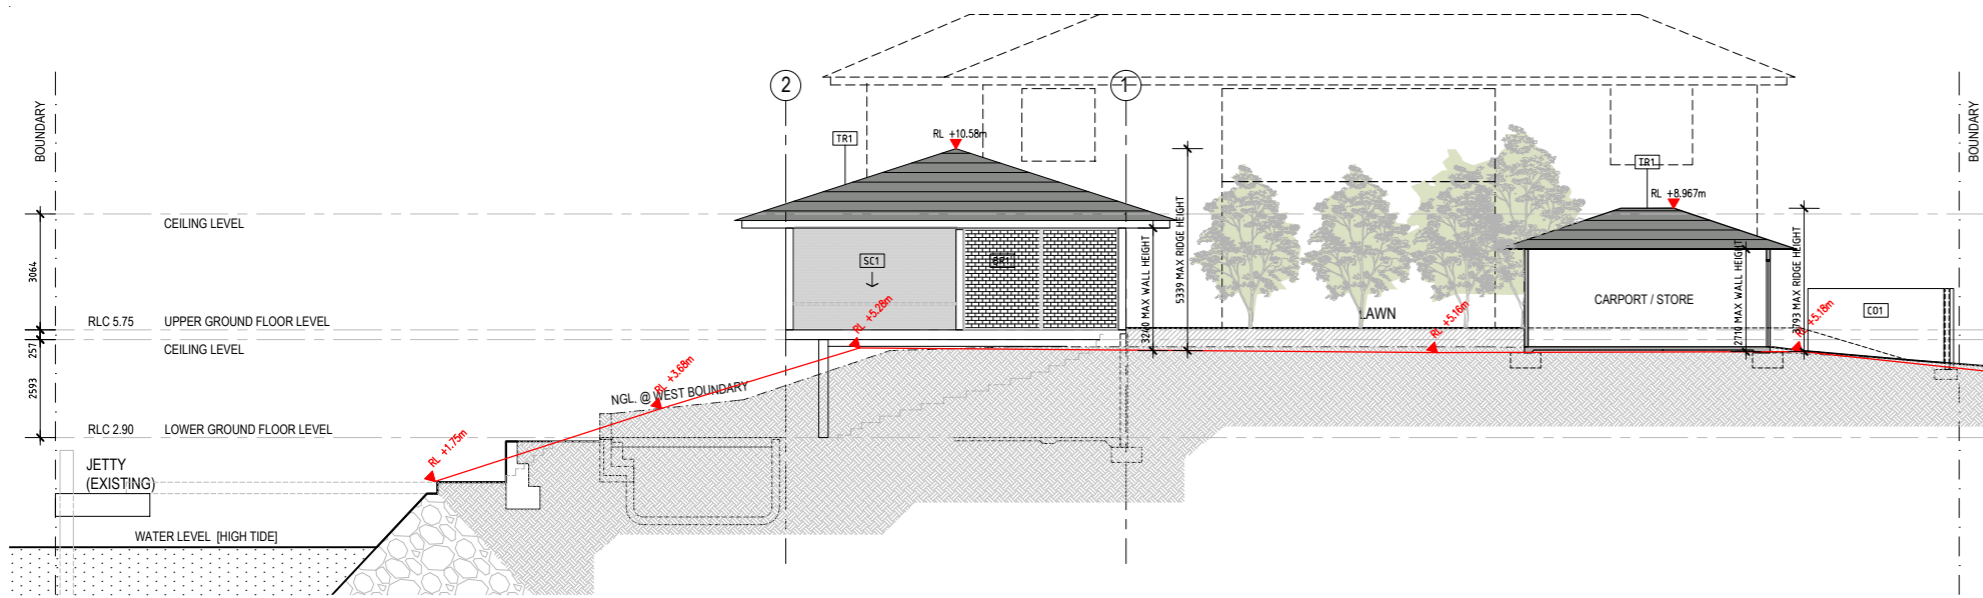 BOUNDARY
2
1
BOUNDARY
TR1
RL +10.58m
TR1
RL +8.967m
CEILING LEVEL
3064
SC1
BR1
3240 MAX WALL HEIGHT
5339 MAX RIDGE HEIGHT
CARPORT / STORE
2710 MAX WALL HEIGHT
3793 MAX RIDGE HEIGHT
CO1
LAWN
RLC 5.75 UPPER GROUND FLOOR LEVEL
RL +5.28m
RL +5.16m
RL +5.18m
257
CEILING LEVEL
2593
RL +3.68m
NGL. @ WEST BOUNDARY
RLC 2.90 LOWER GROUND FLOOR LEVEL
RL +1.75m
JETTY
(EXISTING)
WATER LEVEL [HIGH TIDE]